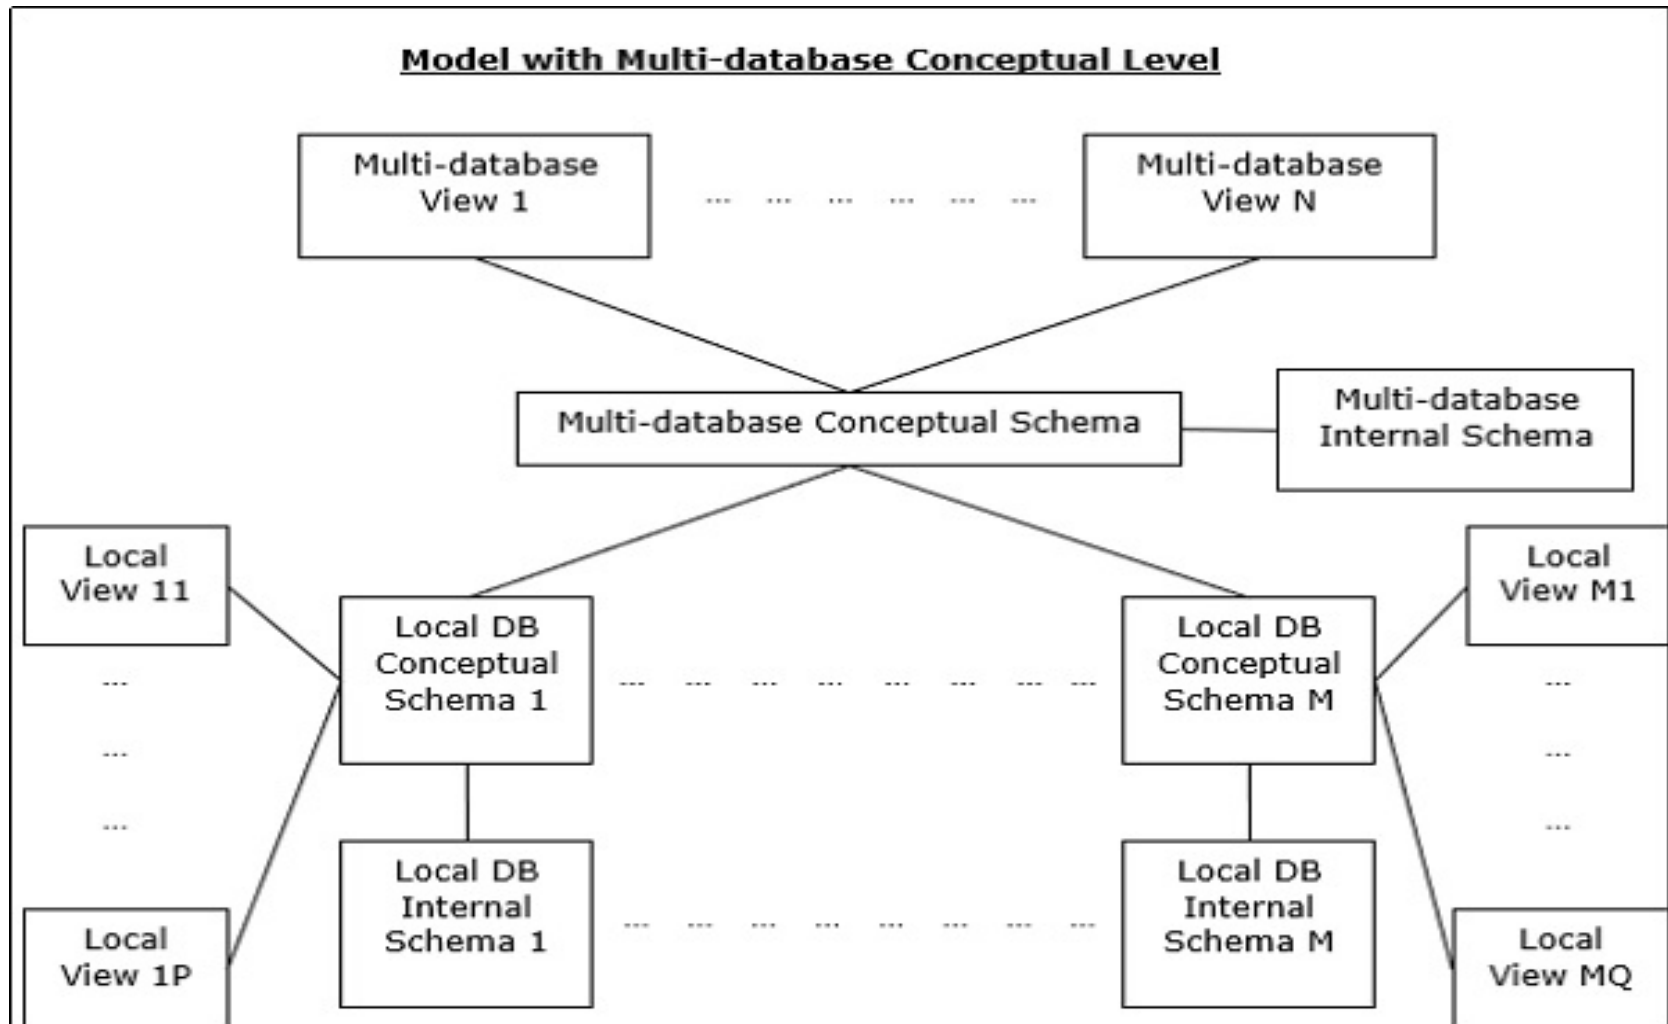 Model with Multi-database Conceptual Level
Multi-database
View 1
... ... ... ... ... ...
Multi-database
View N
Multi-database Conceptual Schema
Multi-database
Internal Schema
Local
View 11
...
...
...
Local
View 1P
Local DB
Conceptual
Schema 1
... ... ... ... ... ... ... ...
Local DB
Conceptual
Schema M
Local
View M1
...
...
...
Local
View MQ
Local DB
Internal
Schema 1
... ... ... ... ... ... ... ...
Local DB
Internal
Schema M